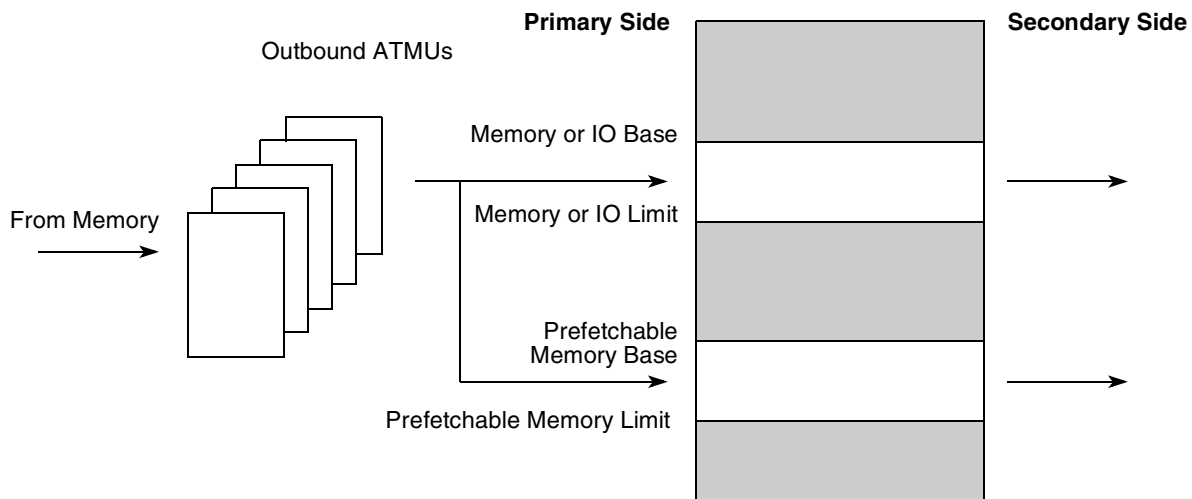 Primary Side
Secondary Side
Outbound ATMUs
Memory or IO Base
From Memory
Memory or IO Limit
Prefetchable
Memory Base
Prefetchable Memory Limit